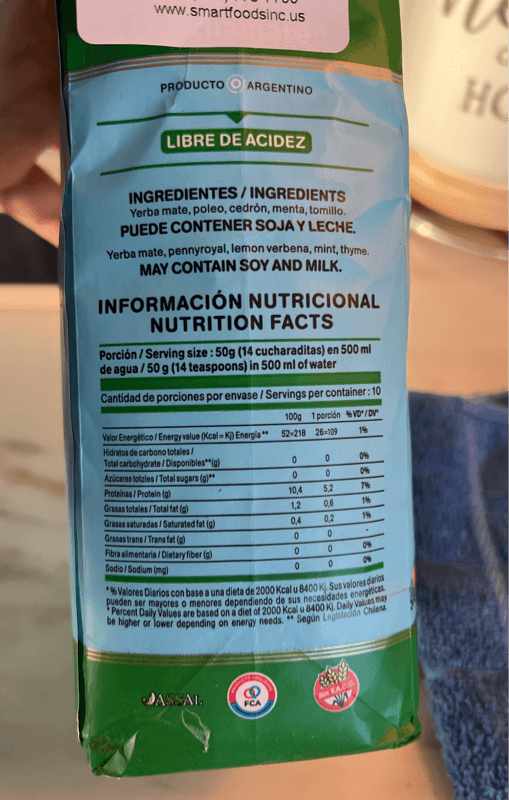 www.smartfoodsinc.us
PRODUCTO ARGENTINO
LIBRE DE ACIDEZ
INGREDIENTES / INGREDIENTS
Yerba mate, poleo, cedrón, menta, tomillo.
PUEDE CONTENER SOJA Y LECHE.
Yerba mate, pennyroyal, lemon verbena, mint, thyme.
MAY CONTAIN SOY AND MILK.
INFORMACIÓN NUTRICIONAL
NUTRITION FACTS
Porción / Serving size : 50g (14 cucharaditas) en 500 ml
de agua / 50 g (14 teaspoons) in 500 ml of water
Cantidad de porciones por envase / Servings per container : 10
100g 1 porción %VD*/DV*
Valor Energético / Energy value (Kcal = Kj) Energía ** 52=218 26=109 1%
Hidratos de carbono totales /
Total carbohydrate / Disponibles**(g) 0 0 0%
Azúcares totales / Total sugars (g)** 0 0 0%
Proteínas / Protein (g) 10,4 5,2 7%
Grasas totales / Total fat (g) 1,2 0,6 1%
Grasas saturadas / Saturated fat (g) 0,4 0,2 1%
Grasas trans / Trans fat (g) 0 0 -
Fibra alimentaria / Dietary fiber (g) 0 0 0%
Sodio / Sodium (mg) 0 0 0%
*% Valores Diarios con base a una dieta de 2000 Kcal u 8400 Kj. Sus valores diarios
pueden ser mayores o menores dependiendo de sus necesidades energéticas.
* Percent Daily Values are based on a diet of 2000 Kcal u 8400 Kj. Daily Values may
be higher or lower depending on energy needs. ** Según Legislación Chilena.
JASSAL
FCA
Sin T.A.C.C.
HO